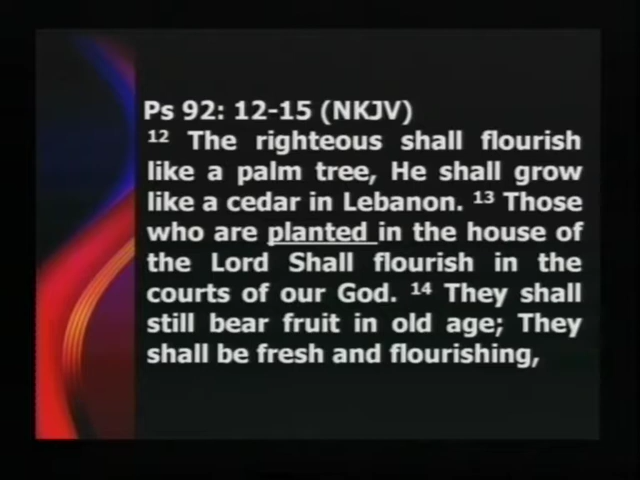 Ps 92: 12-15 (NKJV)
12 The righteous shall flourish
like a palm tree, He shall grow
like a cedar in Lebanon. 13 Those
who are planted in the house of
the Lord Shall flourish in the
courts of our God. 14 They shall
still bear fruit in old age; They
shall be fresh and flourishing,